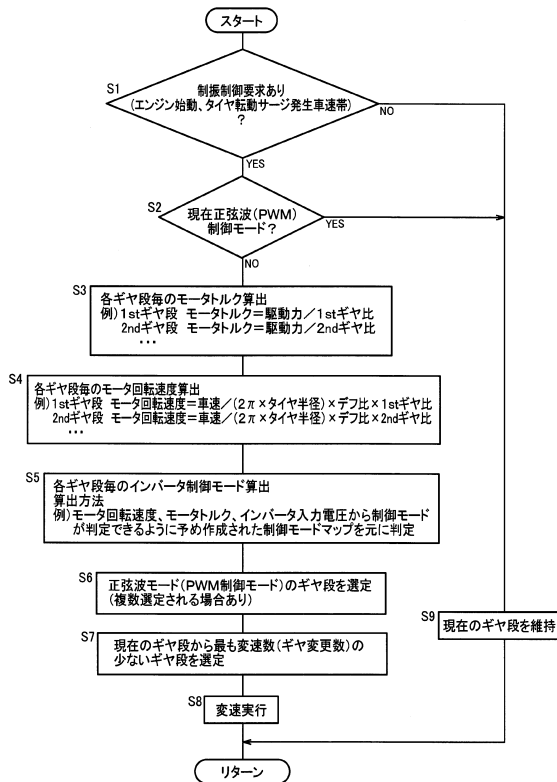 スタート
S1
制振制御要求あり
(エンジン始動、タイヤ転動サージ発生車速帯)
?
NO
YES
S2
現在正弦波(PWM)
制御モード?
YES
NO
S3
各ギヤ段毎のモータトルク算出
例)1stギヤ段 モータトルク=駆動力/1stギヤ比
2ndギヤ段 モータトルク=駆動力/2ndギヤ比
・・・
S4
各ギヤ段毎のモータ回転速度算出
例)1stギヤ段 モータ回転速度=車速/(2π×タイヤ半径)×デフ比×1stギヤ比
2ndギヤ段 モータ回転速度=車速/(2π×タイヤ半径)×デフ比×2ndギヤ比
・・・
S5
各ギヤ段毎のインバータ制御モード算出
算出方法
例)モータ回転速度、モータトルク、インバータ入力電圧から制御モード
が判定できるように予め作成された制御モードマップを元に判定
S6
正弦波モード(PWM制御モード)のギヤ段を選定
(複数選定される場合あり)
S7
現在のギヤ段から最も変速数(ギヤ変更数)の
少ないギヤ段を選定
S8
変速実行
S9
現在のギヤ段を維持
リターン